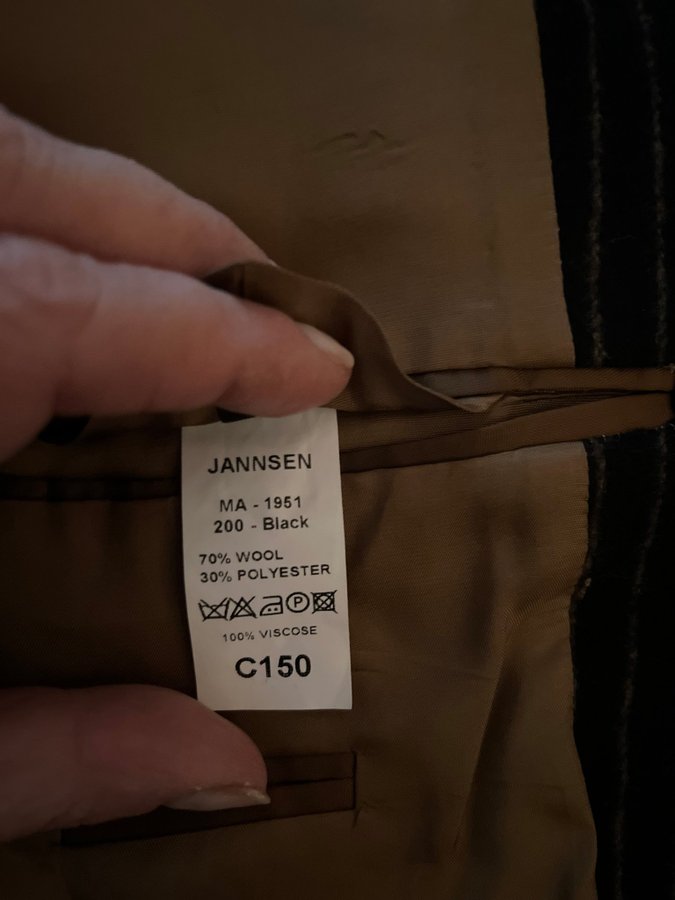 JANNSEN
MA - 1951
200 - Black
70% WOOL
30% POLYESTER
P
100% VISCOSE
C150